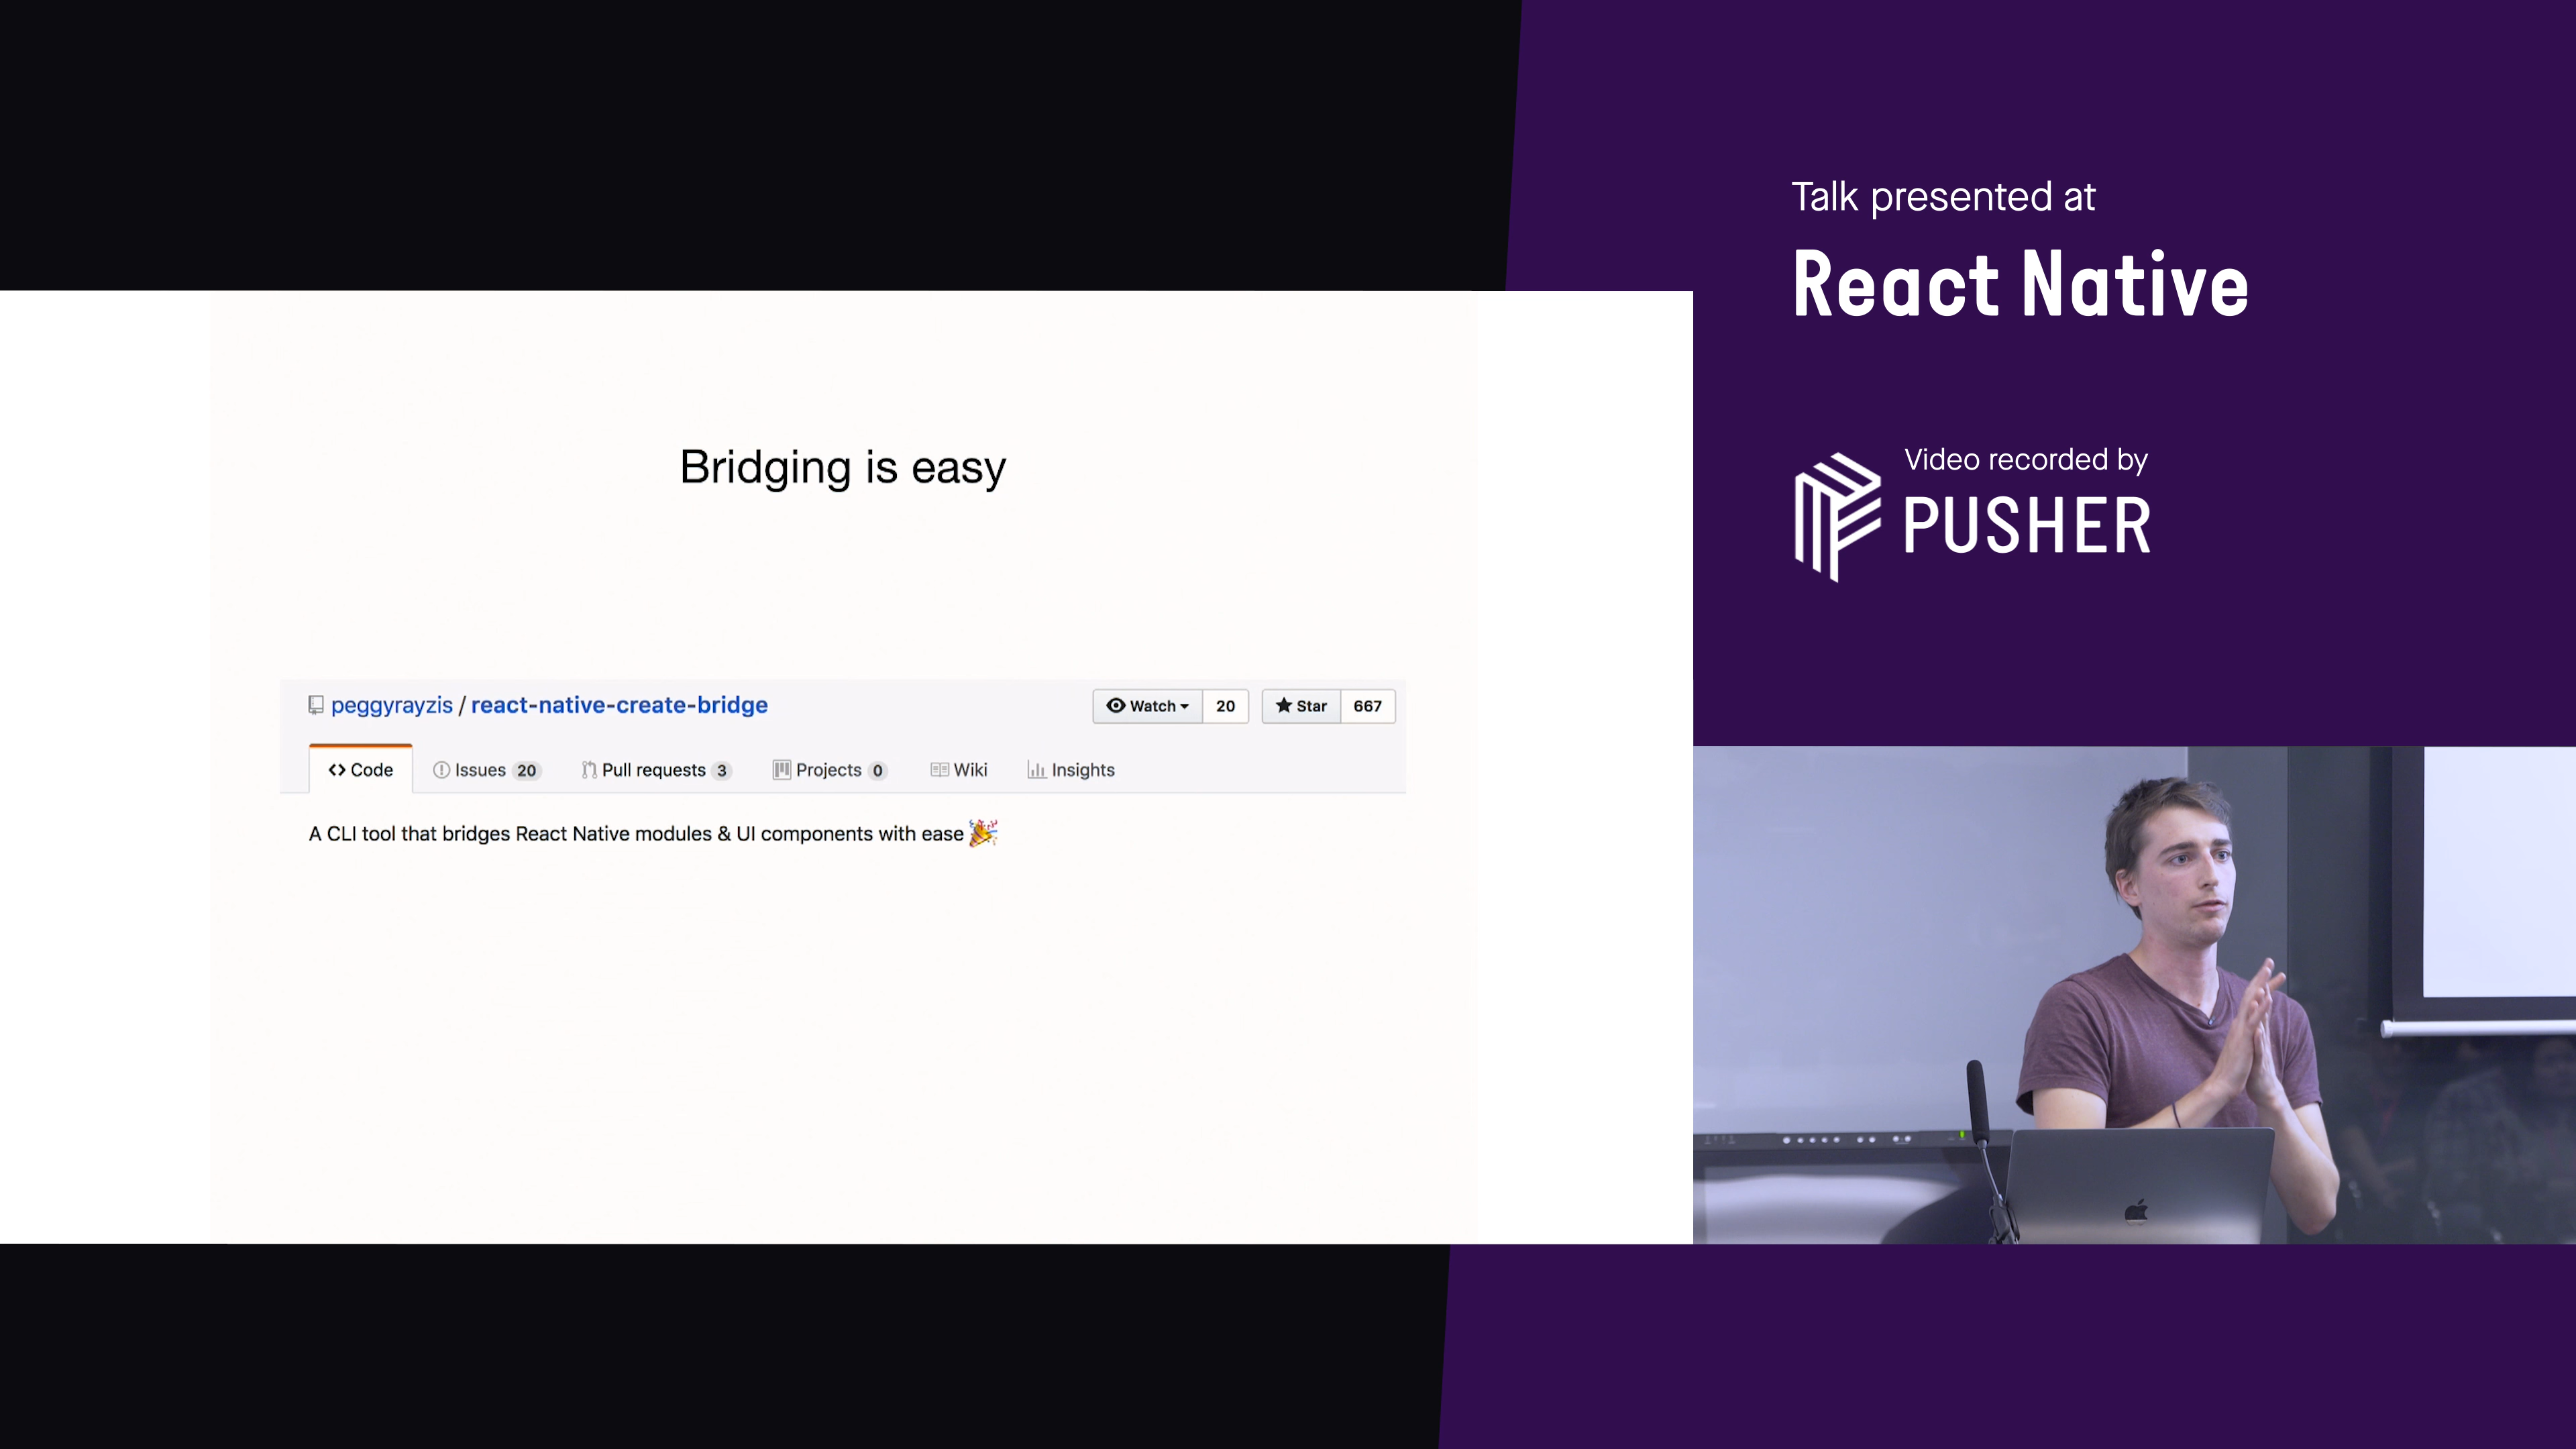 Talk presented at
React Native
Video recorded by
PUSHER
Bridging is easy
peggyrayzis / react-native-create-bridge
Watch 20 Star 667
Code Issues 20 Pull requests 3 Projects 0 Wiki Insights
A CLI tool that bridges React Native modules & UI components with ease 🎉